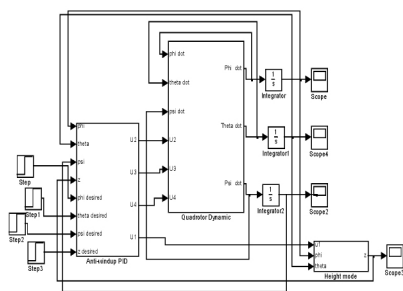 phi dot
theta dot
psi dot
U2
U3
U4
Phi dot
Theta dot
Psi dot
Quadrotor Dynamic
1
s
Integrator
1
s
Integrator1
1
s
Integrator2
Scope
Scope4
Scope2
phi
theta
psi
z
phi desired
theta desired
psi desired
z desired
U2
U3
U4
U1
Anti-windup PID
Step
Step1
Step2
Step3
U1
phi
theta
z
Height mode
Scope3